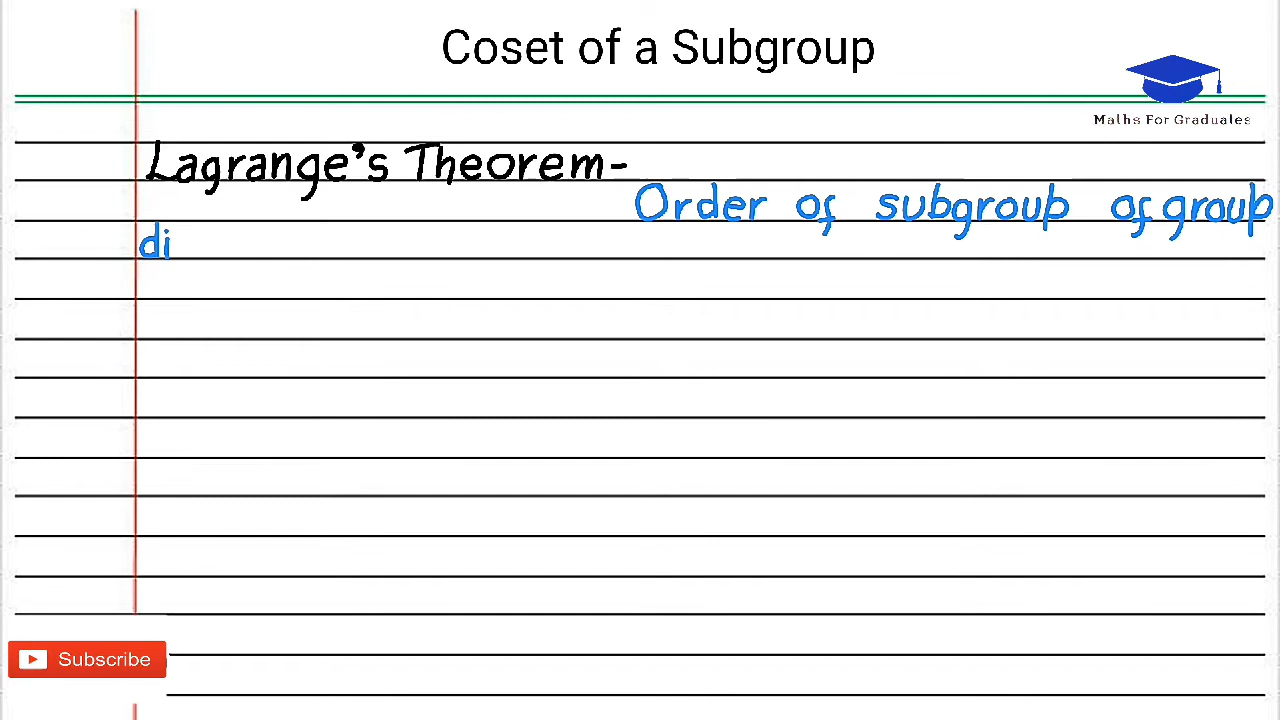 Coset of a Subgroup
Maths For Graduates
Lagrange's Theorem-
Order of subgroup of group
di
Subscribe